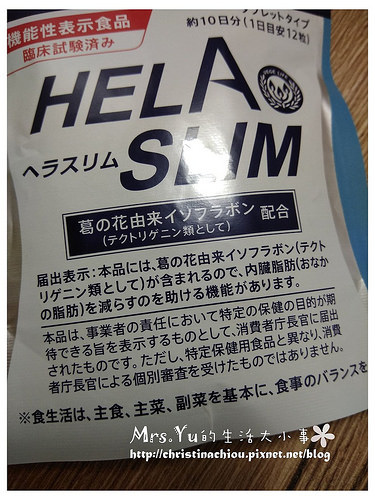 機能性表示食品
臨床試験済み
タブレットタイプ
約10日分(1日目安12粒)
HELA
SLIM
ヘラスリム
葛の花由来イソフラボン 配合
(テクトリゲニン類として)
届出表示:本品には、葛の花由来イソフラボン(テクト
リゲニン類として)が含まれるので、内臓脂肪(おなか
の脂肪)を減らすのを助ける機能があります。
本品は、事業者の責任において特定の保健の目的が期
待できる旨を表示するものとして、消費者庁長官に届出
されたものです。ただし、特定保健用食品と異なり、消費
者庁長官による個別審査を受けたものではありません。
※食生活は、主食、主菜、副菜を基本に、食事のバランスを
Mrs.Yu的生活大小事
http://christinachiou.pixnet.net/blog